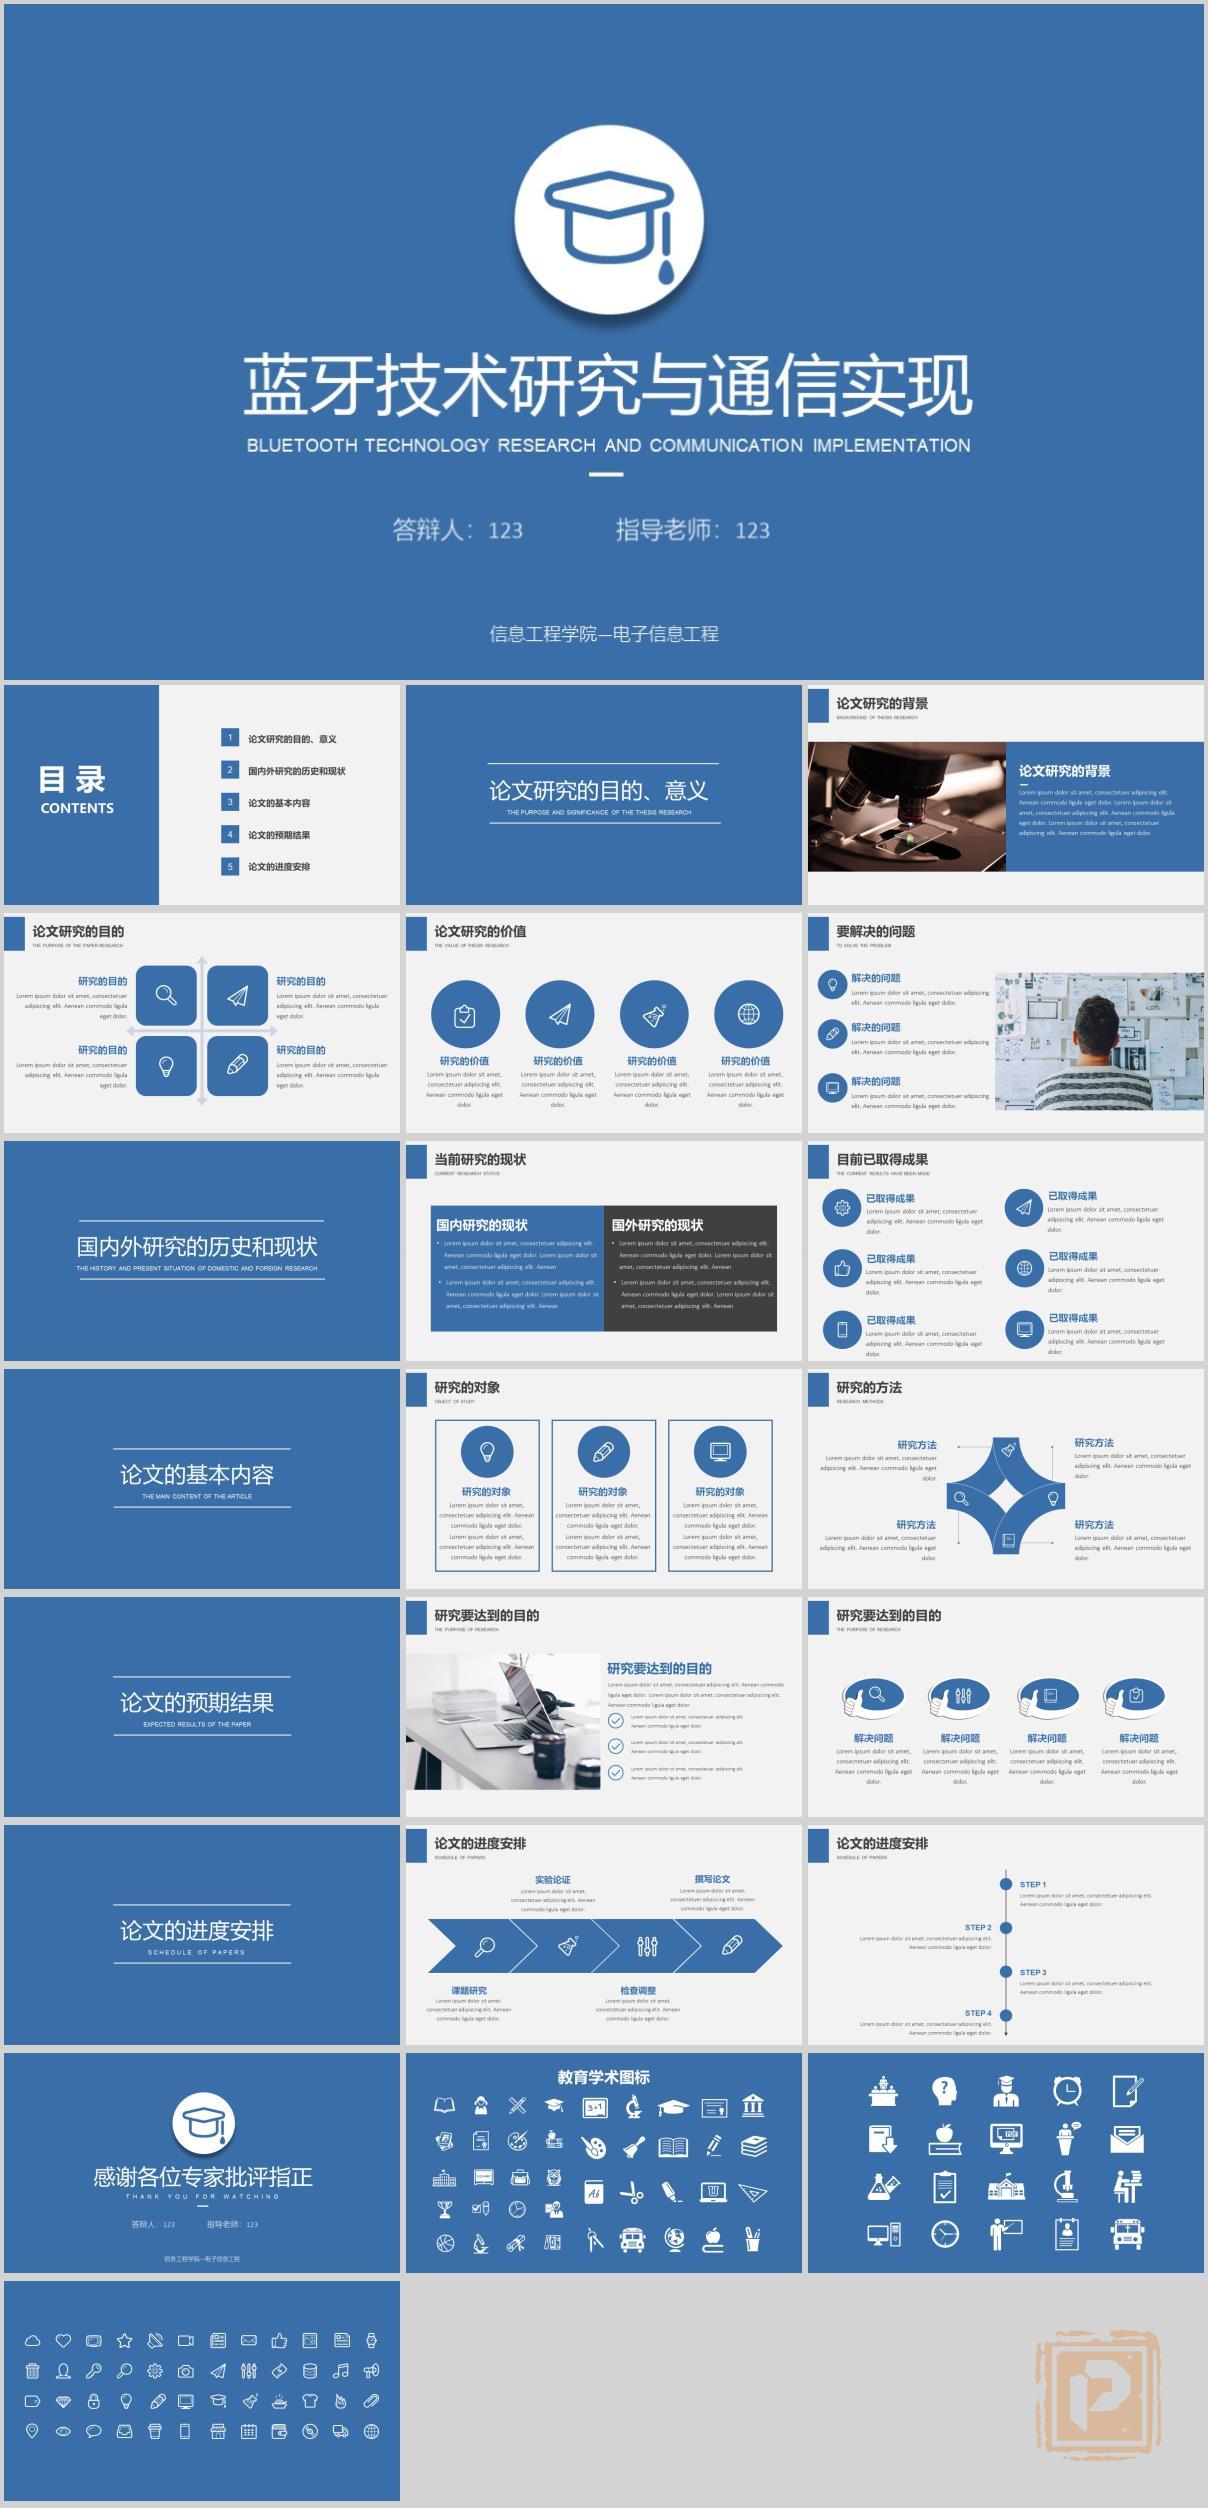 蓝牙技术研究与通信实现
BLUETOOTH TECHNOLOGY RESEARCH AND COMMUNICATION IMPLEMENTATION
答辩人：123 指导老师：123
信息工程学院—电子信息工程
目录
CONTENTS
1 论文研究的目的、意义
2 国内外研究的历史和现状
3 论文的基本内容
4 论文的预期结果
5 论文的进度安排
论文研究的目的、意义
THE PURPOSE AND SIGNIFICANCE OF THE THESIS RESEARCH
论文研究的背景
BACKGROUND OF THESIS RESEARCH
论文研究的背景
Lorem ipsum dolor sit amet, consectetuer adipiscing elit.
Aenean commodo ligula eget dolor. Lorem ipsum dolor sit
amet, consectetuer adipiscing elit. Aenean commodo ligula
eget dolor. Lorem ipsum dolor sit amet, consectetuer
adipiscing elit. Aenean commodo ligula eget dolor.
论文研究的目的
THE PURPOSE OF THE PAPER RESEARCH
研究的目的
Lorem ipsum dolor sit amet, consectetuer
adipiscing elit. Aenean commodo ligula
eget dolor.
研究的目的
Lorem ipsum dolor sit amet, consectetuer
adipiscing elit. Aenean commodo ligula
eget dolor.
研究的目的
Lorem ipsum dolor sit amet, consectetuer
adipiscing elit. Aenean commodo ligula
eget dolor.
研究的目的
Lorem ipsum dolor sit amet, consectetuer
adipiscing elit. Aenean commodo ligula
eget dolor.
论文研究的价值
THE VALUE OF THESIS RESEARCH
研究的价值
Lorem ipsum dolor sit amet,
consectetuer adipiscing elit.
Aenean commodo ligula eget
dolor.
研究的价值
Lorem ipsum dolor sit amet,
consectetuer adipiscing elit.
Aenean commodo ligula eget
dolor.
研究的价值
Lorem ipsum dolor sit amet,
consectetuer adipiscing elit.
Aenean commodo ligula eget
dolor.
研究的价值
Lorem ipsum dolor sit amet,
consectetuer adipiscing elit.
Aenean commodo ligula eget
dolor.
要解决的问题
TO SOLVE THE PROBLEM
解决的问题
Lorem ipsum dolor sit amet, consectetuer adipiscing
elit. Aenean commodo ligula eget dolor.
解决的问题
Lorem ipsum dolor sit amet, consectetuer adipiscing
elit. Aenean commodo ligula eget dolor.
解决的问题
Lorem ipsum dolor sit amet, consectetuer adipiscing
elit. Aenean commodo ligula eget dolor.
国内外研究的历史和现状
THE HISTORY AND PRESENT SITUATION OF DOMESTIC AND FOREIGN RESEARCH
当前研究的现状
CURRENT RESEARCH STATUS
国内研究的现状
• Lorem ipsum dolor sit amet, consectetuer adipiscing elit.
Aenean commodo ligula eget dolor. Lorem ipsum dolor sit
amet, consectetuer adipiscing elit. Aenean
• Lorem ipsum dolor sit amet, consectetuer adipiscing elit.
Aenean commodo ligula eget dolor. Lorem ipsum dolor sit
amet, consectetuer adipiscing elit. Aenean
国外研究的现状
• Lorem ipsum dolor sit amet, consectetuer adipiscing elit.
Aenean commodo ligula eget dolor. Lorem ipsum dolor sit
amet, consectetuer adipiscing elit. Aenean
• Lorem ipsum dolor sit amet, consectetuer adipiscing elit.
Aenean commodo ligula eget dolor. Lorem ipsum dolor sit
amet, consectetuer adipiscing elit. Aenean
目前已取得成果
THE CURRENT RESULTS HAVE BEEN MADE
已取得成果
Lorem ipsum dolor sit amet, consectetuer
adipiscing elit. Aenean commodo ligula eget
dolor.
已取得成果
Lorem ipsum dolor sit amet, consectetuer
adipiscing elit. Aenean commodo ligula eget
dolor.
已取得成果
Lorem ipsum dolor sit amet, consectetuer
adipiscing elit. Aenean commodo ligula eget
dolor.
已取得成果
Lorem ipsum dolor sit amet, consectetuer
adipiscing elit. Aenean commodo ligula eget
dolor.
已取得成果
Lorem ipsum dolor sit amet, consectetuer
adipiscing elit. Aenean commodo ligula eget
dolor.
已取得成果
Lorem ipsum dolor sit amet, consectetuer
adipiscing elit. Aenean commodo ligula eget
dolor.
论文的基本内容
THE MAIN CONTENT OF THE ARTICLE
研究的对象
OBJECT OF STUDY
研究的对象
Lorem ipsum dolor sit amet,
consectetuer adipiscing elit. Aenean
commodo ligula eget dolor.
Lorem ipsum dolor sit amet,
consectetuer adipiscing elit. Aenean
commodo ligula eget dolor.
研究的对象
Lorem ipsum dolor sit amet,
consectetuer adipiscing elit. Aenean
commodo ligula eget dolor.
Lorem ipsum dolor sit amet,
consectetuer adipiscing elit. Aenean
commodo ligula eget dolor.
研究的对象
Lorem ipsum dolor sit amet,
consectetuer adipiscing elit. Aenean
commodo ligula eget dolor.
Lorem ipsum dolor sit amet,
consectetuer adipiscing elit. Aenean
commodo ligula eget dolor.
研究的方法
RESEARCH METHODS
研究方法
Lorem ipsum dolor sit amet, consectetuer
adipiscing elit. Aenean commodo ligula eget
dolor.
研究方法
Lorem ipsum dolor sit amet, consectetuer
adipiscing elit. Aenean commodo ligula eget
dolor.
研究方法
Lorem ipsum dolor sit amet, consectetuer
adipiscing elit. Aenean commodo ligula eget
dolor.
研究方法
Lorem ipsum dolor sit amet, consectetuer
adipiscing elit. Aenean commodo ligula eget
dolor.
论文的预期结果
EXPECTED RESULTS OF THE PAPER
研究要达到的目的
THE PURPOSE OF RESEARCH
研究要达到的目的
Lorem ipsum dolor sit amet, consectetuer adipiscing elit. Aenean commodo
ligula eget dolor. Lorem ipsum dolor sit amet, consectetuer adipiscing elit.
Aenean commodo ligula eget dolor.
Lorem ipsum dolor sit amet, consectetuer adipiscing elit.
Aenean commodo ligula eget dolor.
Lorem ipsum dolor sit amet, consectetuer adipiscing elit.
Aenean commodo ligula eget dolor.
Lorem ipsum dolor sit amet, consectetuer adipiscing elit.
Aenean commodo ligula eget dolor.
研究要达到的目的
THE PURPOSE OF RESEARCH
解决问题
Lorem ipsum dolor sit amet,
consectetuer adipiscing elit.
Aenean commodo ligula eget
dolor.
解决问题
Lorem ipsum dolor sit amet,
consectetuer adipiscing elit.
Aenean commodo ligula eget
dolor.
解决问题
Lorem ipsum dolor sit amet,
consectetuer adipiscing elit.
Aenean commodo ligula eget
dolor.
解决问题
Lorem ipsum dolor sit amet,
consectetuer adipiscing elit.
Aenean commodo ligula eget
dolor.
论文的进度安排
SCHEDULE OF PAPERS
论文的进度安排
SCHEDULE OF PAPERS
实验论证
Lorem ipsum dolor sit amet,
consectetuer adipiscing elit. Aenean
commodo ligula eget dolor.
撰写论文
Lorem ipsum dolor sit amet,
consectetuer adipiscing elit. Aenean
commodo ligula eget dolor.
课题研究
Lorem ipsum dolor sit amet,
consectetuer adipiscing elit. Aenean
commodo ligula eget dolor.
检查调整
Lorem ipsum dolor sit amet,
consectetuer adipiscing elit. Aenean
commodo ligula eget dolor.
论文的进度安排
SCHEDULE OF PAPERS
STEP 1
Lorem ipsum dolor sit amet, consectetuer adipiscing elit.
Aenean commodo ligula eget dolor.
STEP 2
Lorem ipsum dolor sit amet, consectetuer adipiscing elit.
Aenean commodo ligula eget dolor.
STEP 3
Lorem ipsum dolor sit amet, consectetuer adipiscing elit.
Aenean commodo ligula eget dolor.
STEP 4
Lorem ipsum dolor sit amet, consectetuer adipiscing elit.
Aenean commodo ligula eget dolor.
感谢各位专家批评指正
THANK YOU FOR WATCHING
答辩人：123 指导老师：123
信息工程学院—电子信息工程
教育学术图标
3+1
Ab
?
PDF